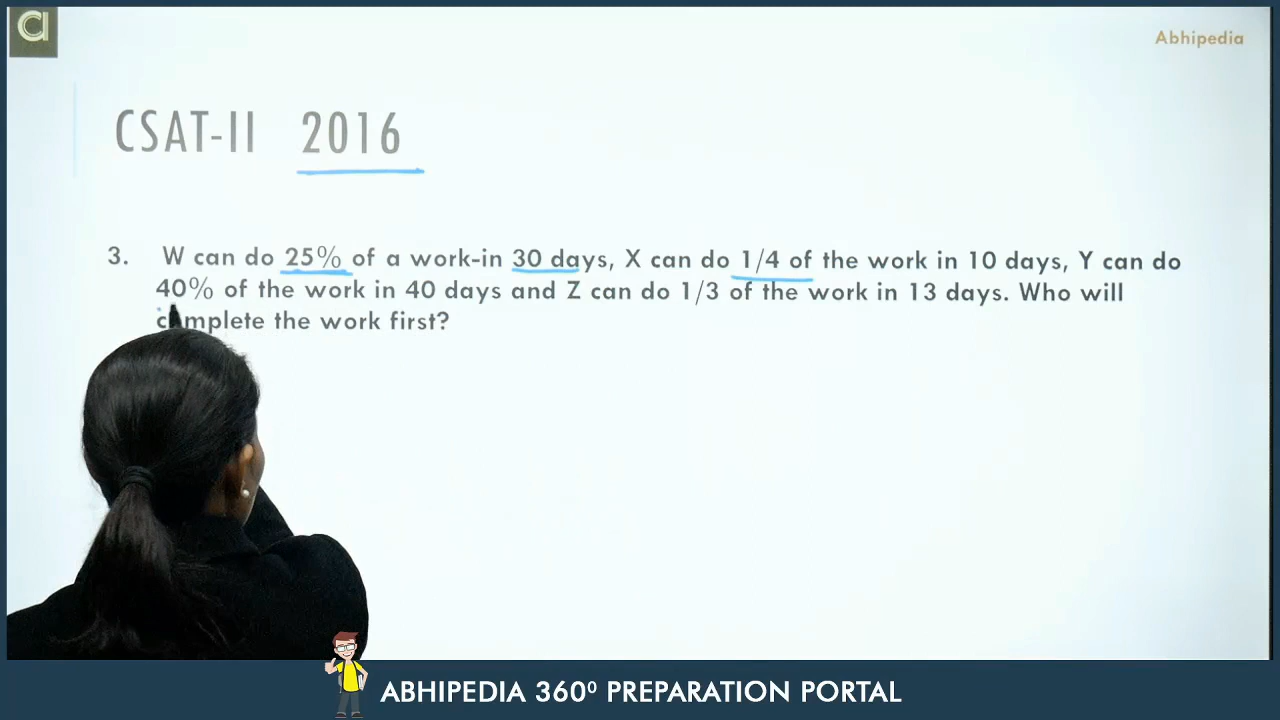 Abhipedia
CSAT-II 2016
3. W can do 25% of a work-in 30 days, X can do 1/4 of the work in 10 days, Y can do
40% of the work in 40 days and Z can do 1/3 of the work in 13 days. Who will
complete the work first?
ABHIPEDIA 360⁰ PREPARATION PORTAL